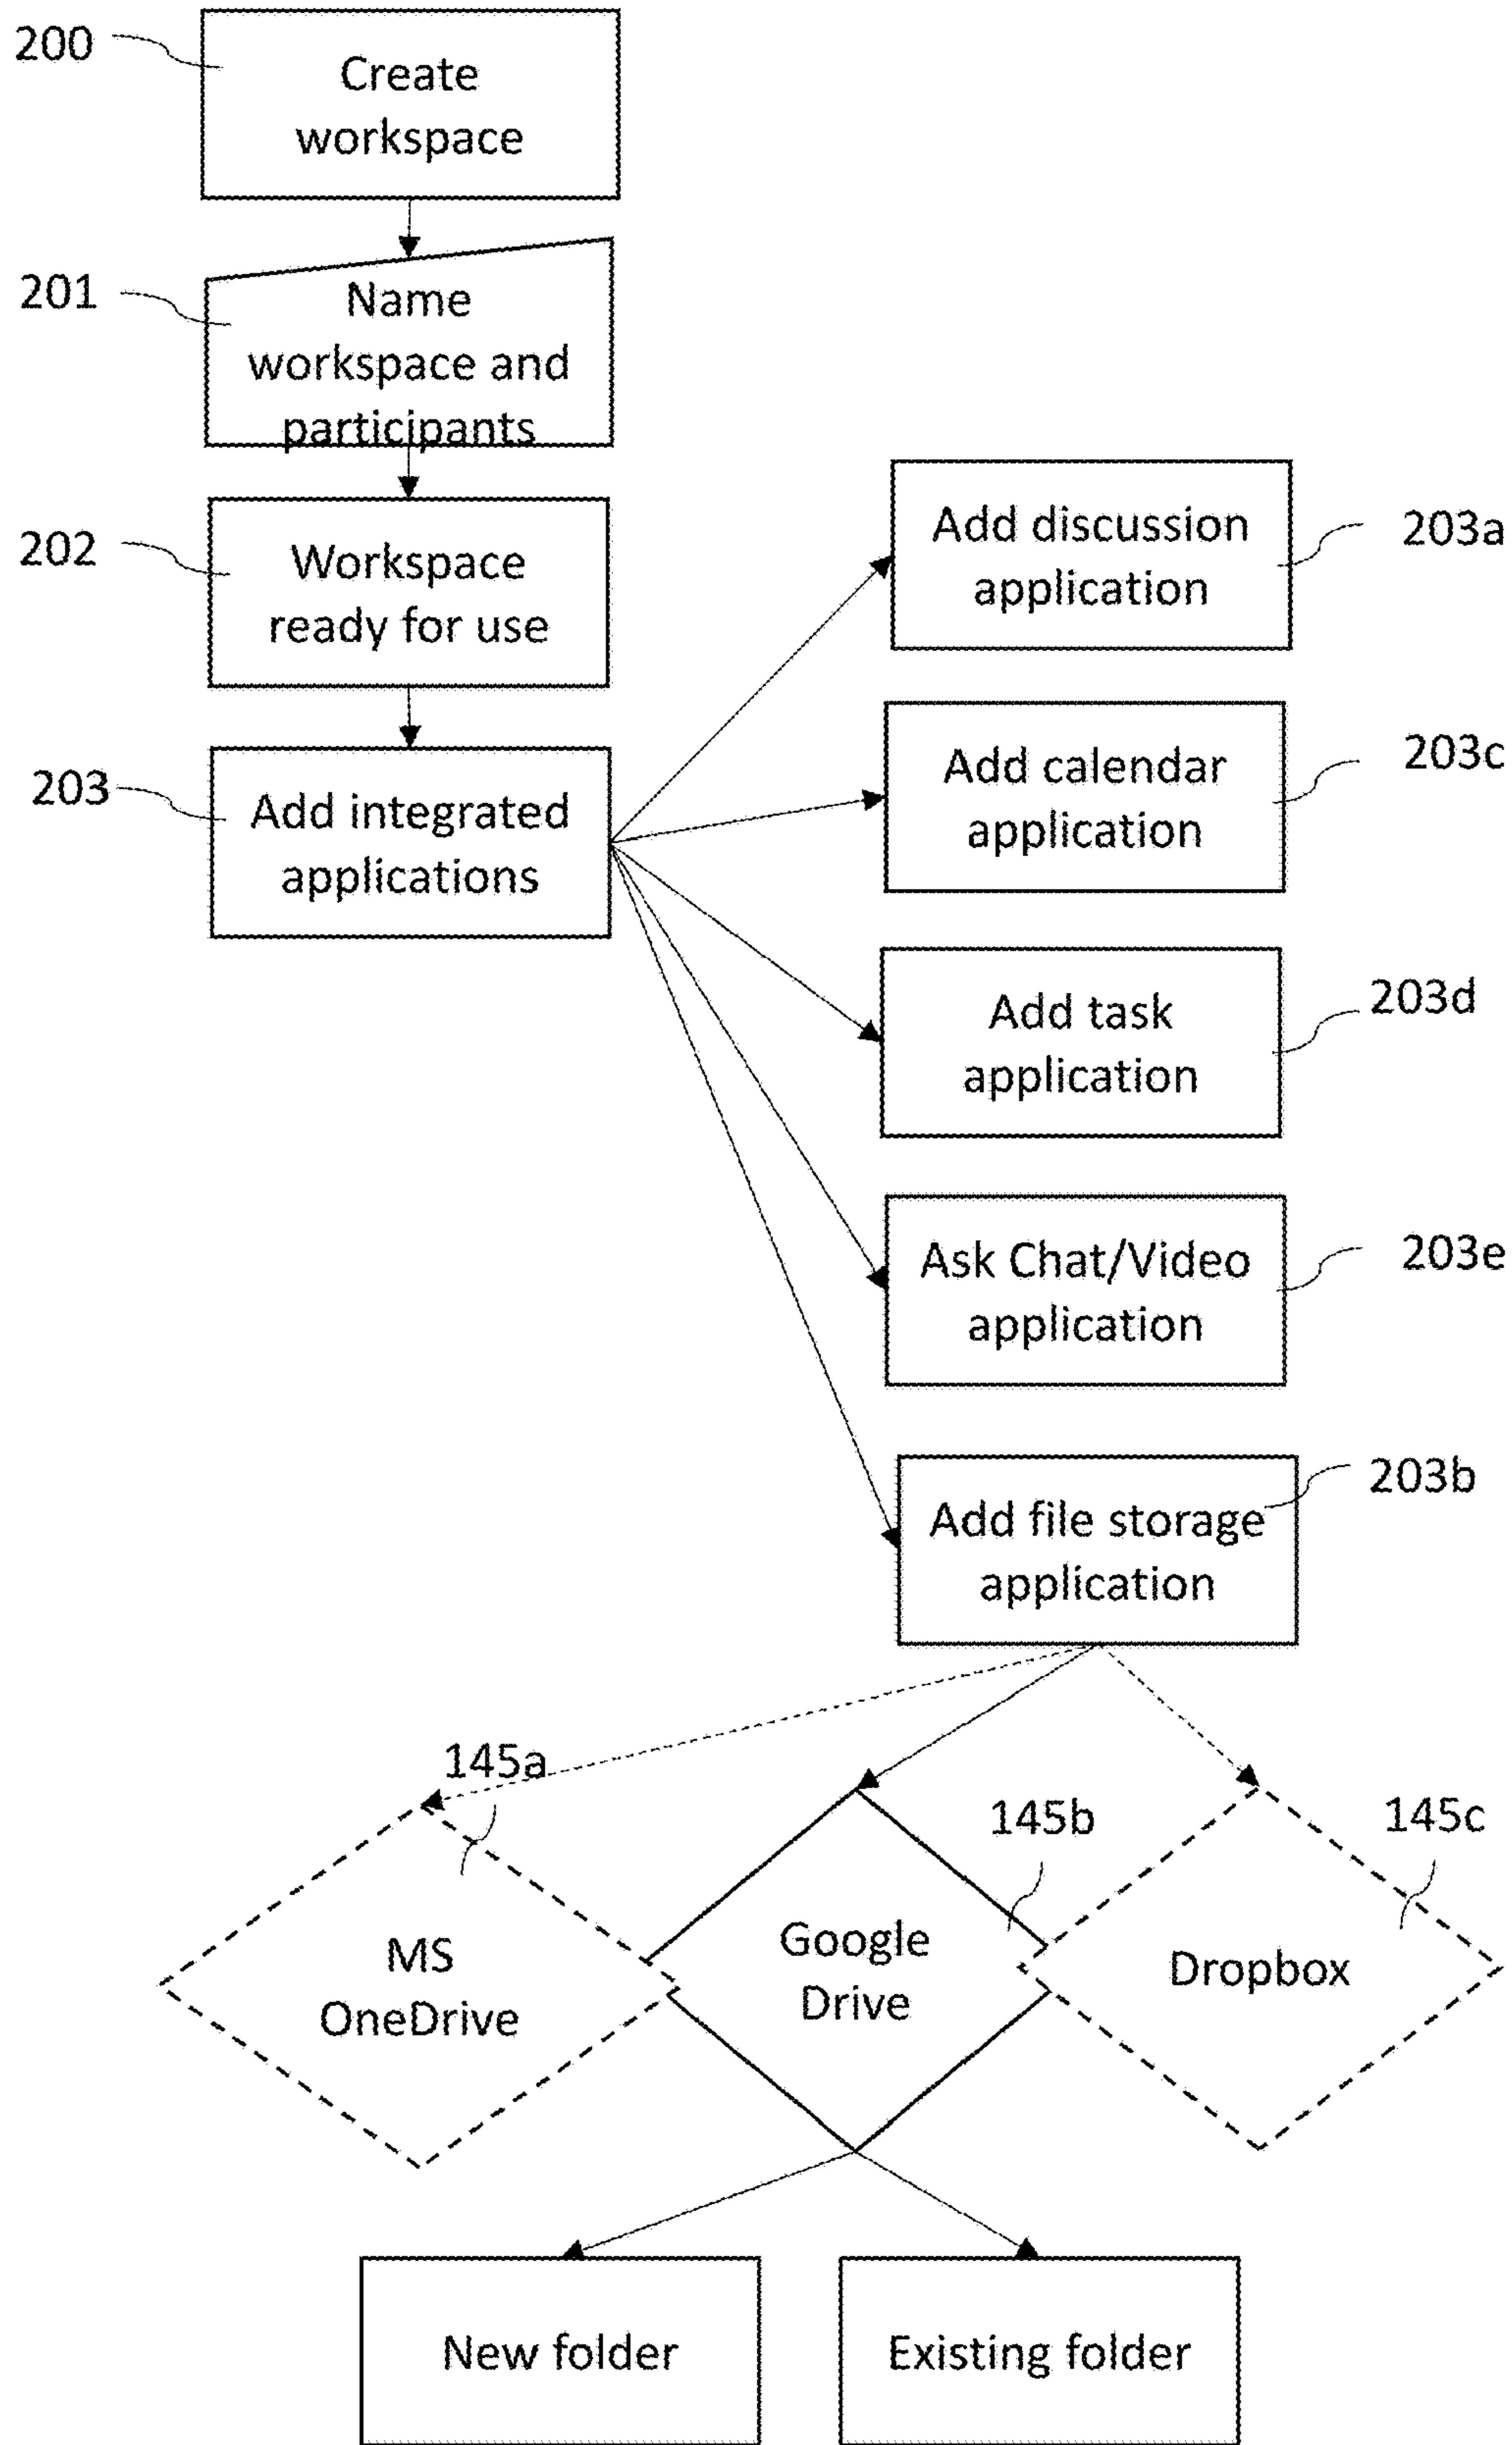 200
Create
workspace
201
Name
workspace and
participants
202
Workspace
ready for use
203
Add integrated
applications
Add discussion
application
203a
Add calendar
application
203c
Add task
application
203d
Ask Chat/Video
application
203e
Add file storage
application
203b
145a
MS
OneDrive
145b
Google
Drive
145c
Dropbox
New folder
Existing folder